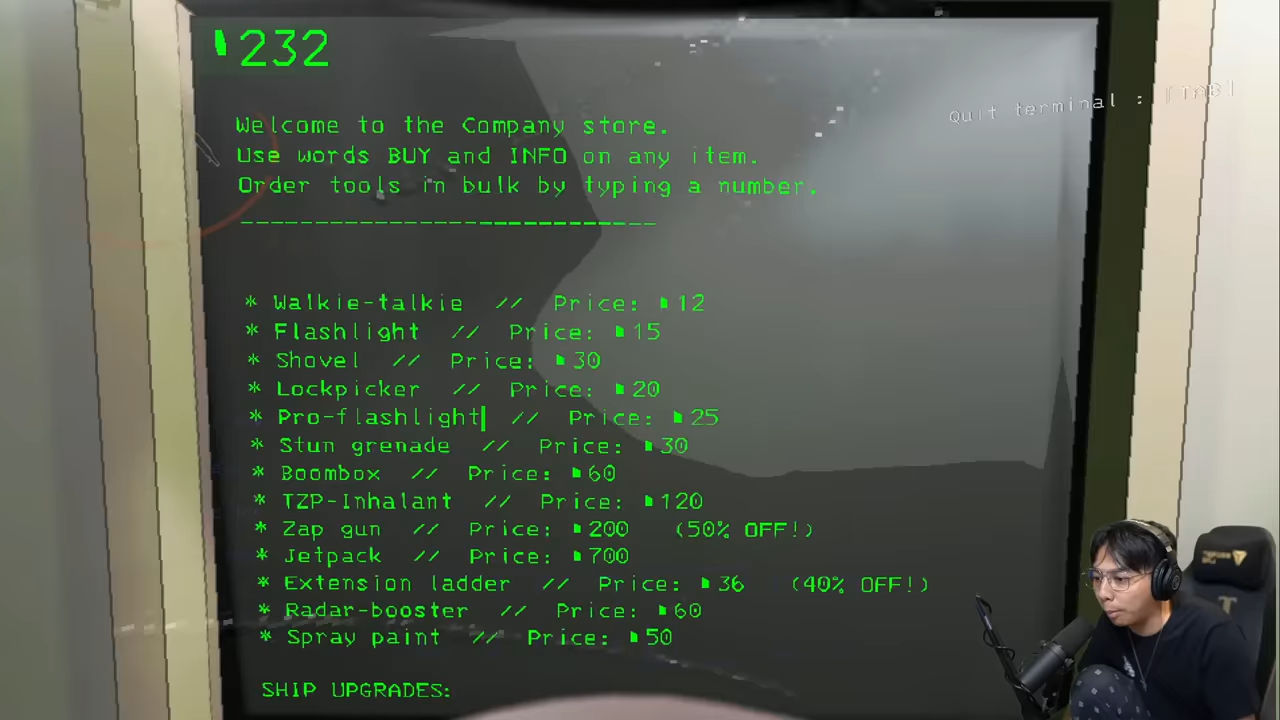 ▮232
Quit terminal : [TAB]
Welcome to the Company store.
Use words BUY and INFO on any item.
Order tools in bulk by typing a number.
----------------------------
* Walkie-talkie // Price: ▮12
* Flashlight // Price: ▮15
* Shovel // Price: ▮30
* Lockpicker // Price: ▮20
* Pro-flashlight // Price: ▮25
* Stun grenade // Price: ▮30
* Boombox // Price: ▮60
* TZP-Inhalant // Price: ▮120
* Zap gun // Price: ▮200 (50% OFF!)
* Jetpack // Price: ▮700
* Extension ladder // Price: ▮36 (40% OFF!)
* Radar-booster // Price: ▮60
* Spray paint // Price: ▮50
SHIP UPGRADES: